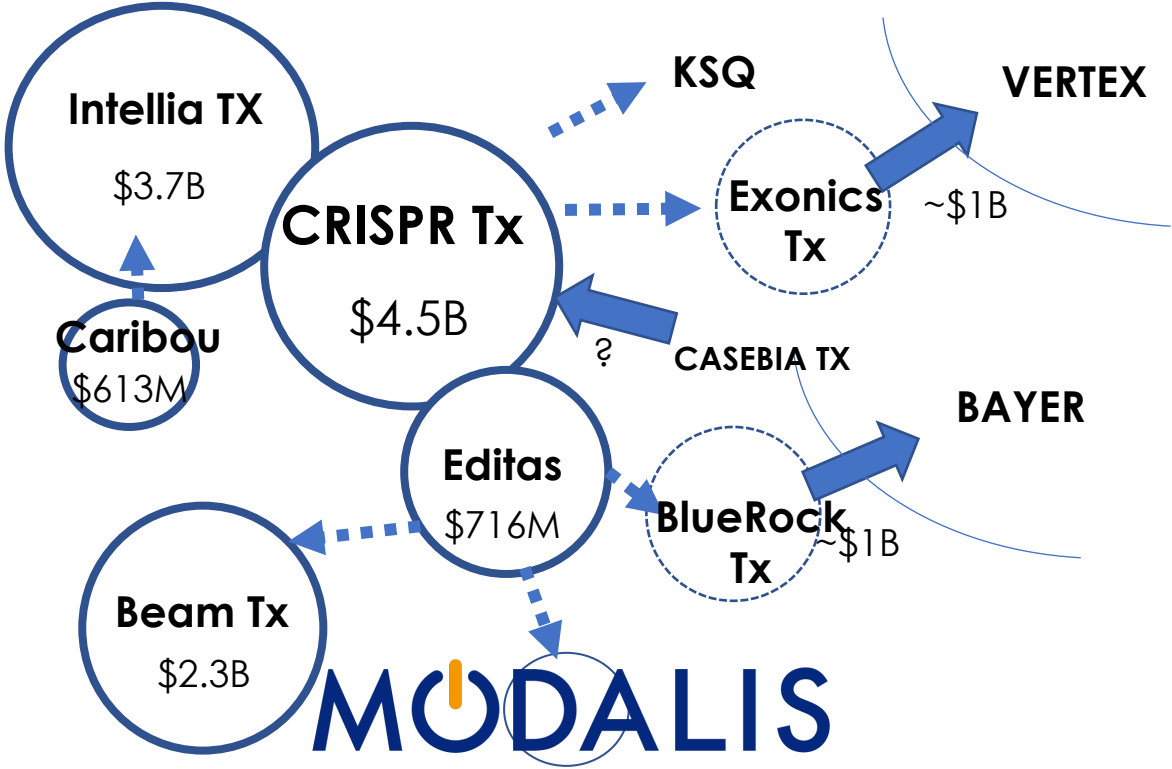 KSQ
VERTEX
Intellia TX
$3.7B
Exonics
Tx
~$1B
CRISPR Tx
$4.5B
Caribou
$613M
?
CASEBIA TX
BAYER
Editas
$716M
BlueRock
Tx
~$1B
Beam Tx
$2.3B
MODALIS